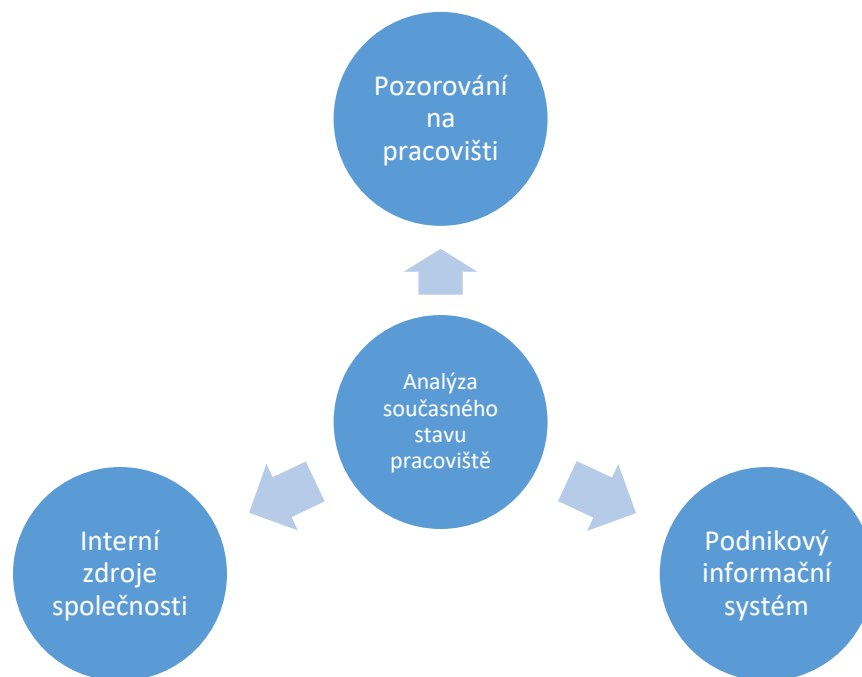 Pozorování
na
pracovišti
Analýza
současného
stavu
pracoviště
Interní
zdroje
společnosti
Podnikový
informační
systém